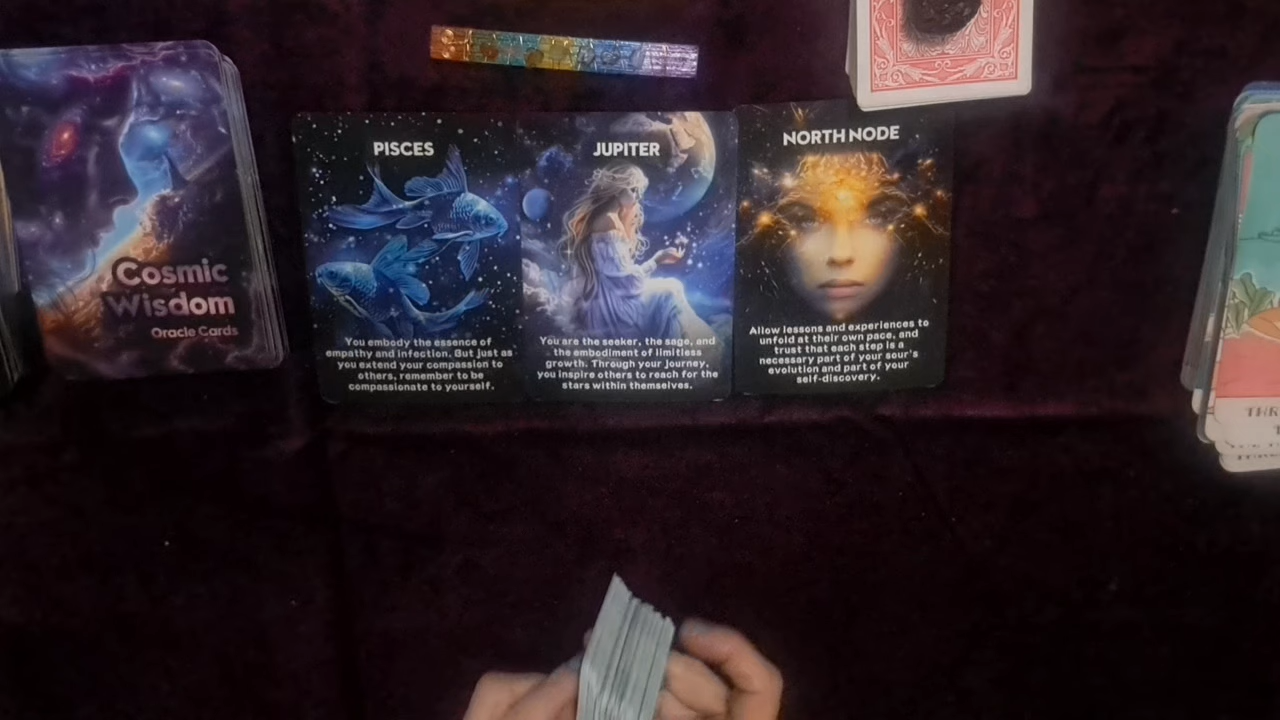 Cosmic
Wisdom
Oracle Cards
PISCES
You embody the essence of
empathy and infection. But just as
you extend your compassion to
others, remember to be
compassionate to yourself.
JUPITER
You are the seeker, the sage, and
the embodiment of limitless
growth. Through your journey,
you inspire others to reach for the
stars within themselves.
NORTH NODE
Allow lessons and experiences to
unfold at their own pace, and
trust that each step is a
necessary part of your sour's
evolution and part of your
self-discovery.